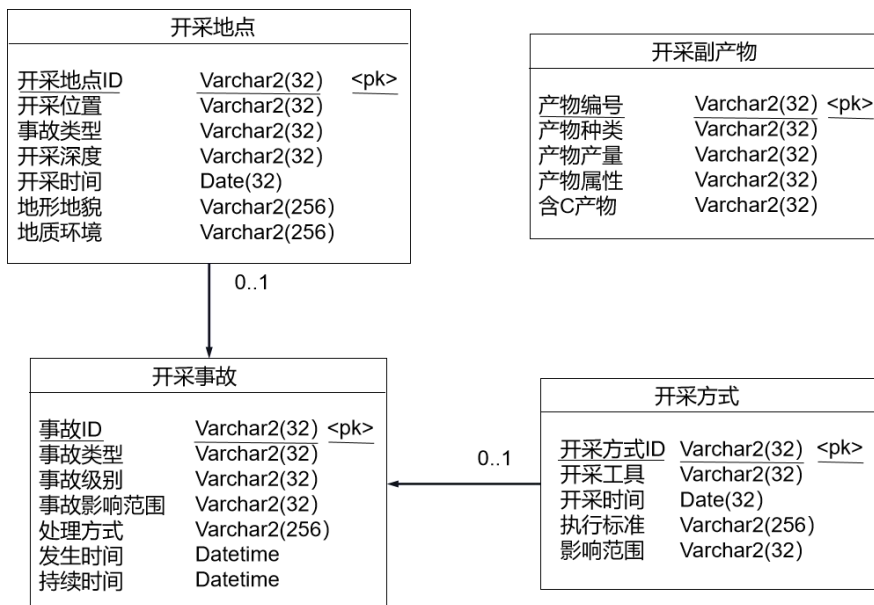 开采地点
开采地点ID Varchar2(32) <pk>
开采位置 Varchar2(32)
事故类型 Varchar2(32)
开采深度 Varchar2(32)
开采时间 Date(32)
地形地貌 Varchar2(256)
地质环境 Varchar2(256)
开采副产物
产物编号 Varchar2(32) <pk>
产物种类 Varchar2(32)
产物产量 Varchar2(32)
产物属性 Varchar2(32)
含C产物 Varchar2(32)
0..1
开采事故
事故ID Varchar2(32) <pk>
事故类型 Varchar2(32)
事故级别 Varchar2(32)
事故影响范围 Varchar2(32)
处理方式 Varchar2(256)
发生时间 Datetime
持续时间 Datetime
0..1
开采方式
开采方式ID Varchar2(32) <pk>
开采工具 Varchar2(32)
开采时间 Date(32)
执行标准 Varchar2(256)
影响范围 Varchar2(32)